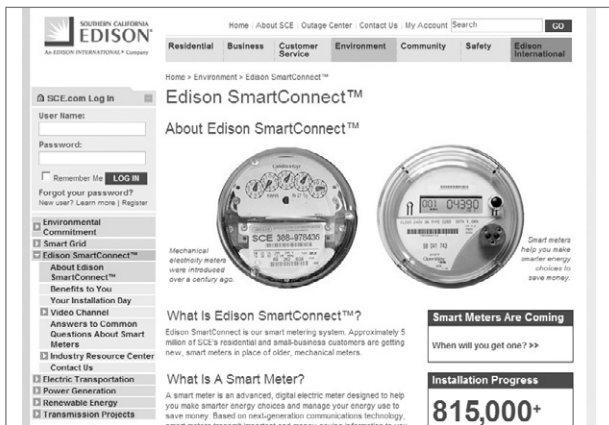 SOUTHERN CALIFORNIA
EDISON®
An EDISON INTERNATIONAL® Company
Home | About SCE | Outage Center | Contact Us | My Account Search GO
Residential Business Customer Service Environment Community Safety Edison International
Home > Environment > Edison SmartConnect™
SCE.com Log In
User Name:
Password:
Remember Me LOG IN
Forgot your password?
New user? Learn more | Register
Environmental
Commitment
Smart Grid
Edison SmartConnect™
About Edison
SmartConnect™
Benefits to You
Your Installation Day
Video Channel
Answers to Common
Questions About Smart
Meters
Industry Resource Center
Contact Us
Electric Transportation
Power Generation
Renewable Energy
Transmission Projects
Edison SmartConnect™
About Edison SmartConnect™
SCE
001 04390
Mechanical
electricity meters
were introduced
over a century ago.
Smart meters
help you make
smarter energy
choices to
save money.
What Is Edison SmartConnect™?
Edison SmartConnect is our smart metering system. Approximately 5
million of SCE's residential and small-business customers are getting
new, smart meters in place of older, mechanical meters.
What Is A Smart Meter?
A smart meter is an advanced, digital electric meter designed to help
you make smarter energy choices and manage your energy use to
save money. Based on next-generation communications technology,
Smart Meters Are Coming
When will you get one? >>
Installation Progress
815,000+